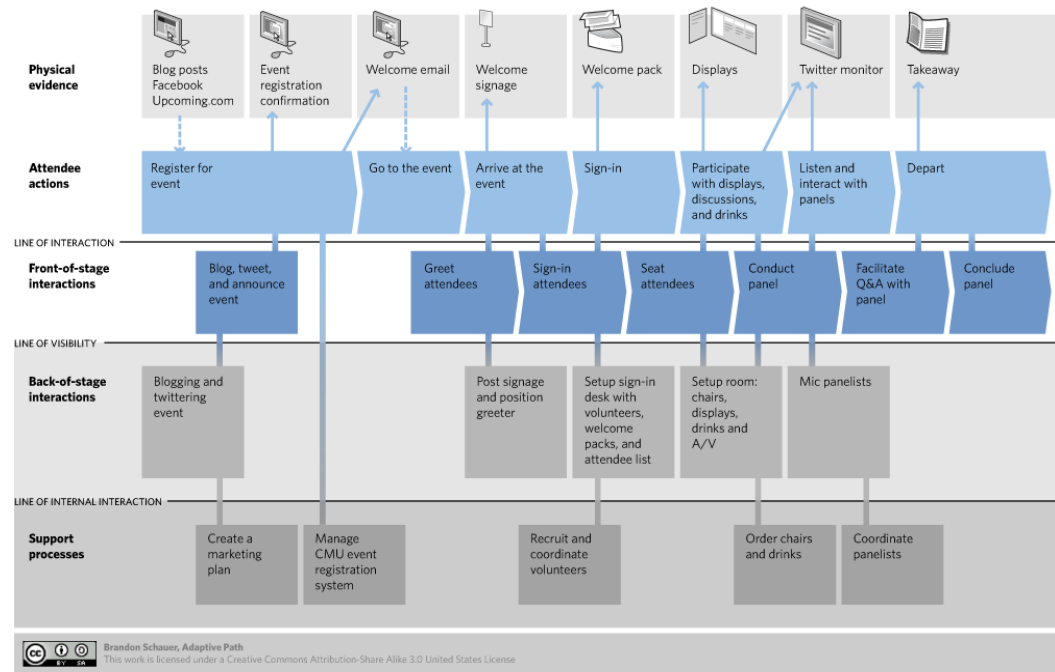 Physical
evidence
Blog posts
Facebook
Upcoming.com
Event
registration
confirmation
Welcome email
Welcome
signage
Welcome pack
Displays
Twitter monitor
Takeaway
Attendee
actions
Register for
event
Go to the event
Arrive at the
event
Sign-in
Participate
with displays,
discussions,
and drinks
Listen and
interact with
panels
Depart
LINE OF INTERACTION
Front-of-stage
interactions
Blog, tweet,
and announce
event
Greet
attendees
Sign-in
attendees
Seat
attendees
Conduct
panel
Facilitate
Q&A with
panel
Conclude
panel
LINE OF VISIBILITY
Back-of-stage
interactions
Blogging and
twittering
event
Post signage
and position
greeter
Setup sign-in
desk with
volunteers,
welcome
packs, and
attendee list
Setup room:
chairs,
displays,
drinks and
A/V
Mic panelists
LINE OF INTERNAL INTERACTION
Support
processes
Create a
marketing
plan
Manage
CMU event
registration
system
Recruit and
coordinate
volunteers
Order chairs
and drinks
Coordinate
panelists
cc
BY SA
Brandon Schauer, Adaptive Path
This work is licensed under a Creative Commons Attribution-Share Alike 3.0 United States License